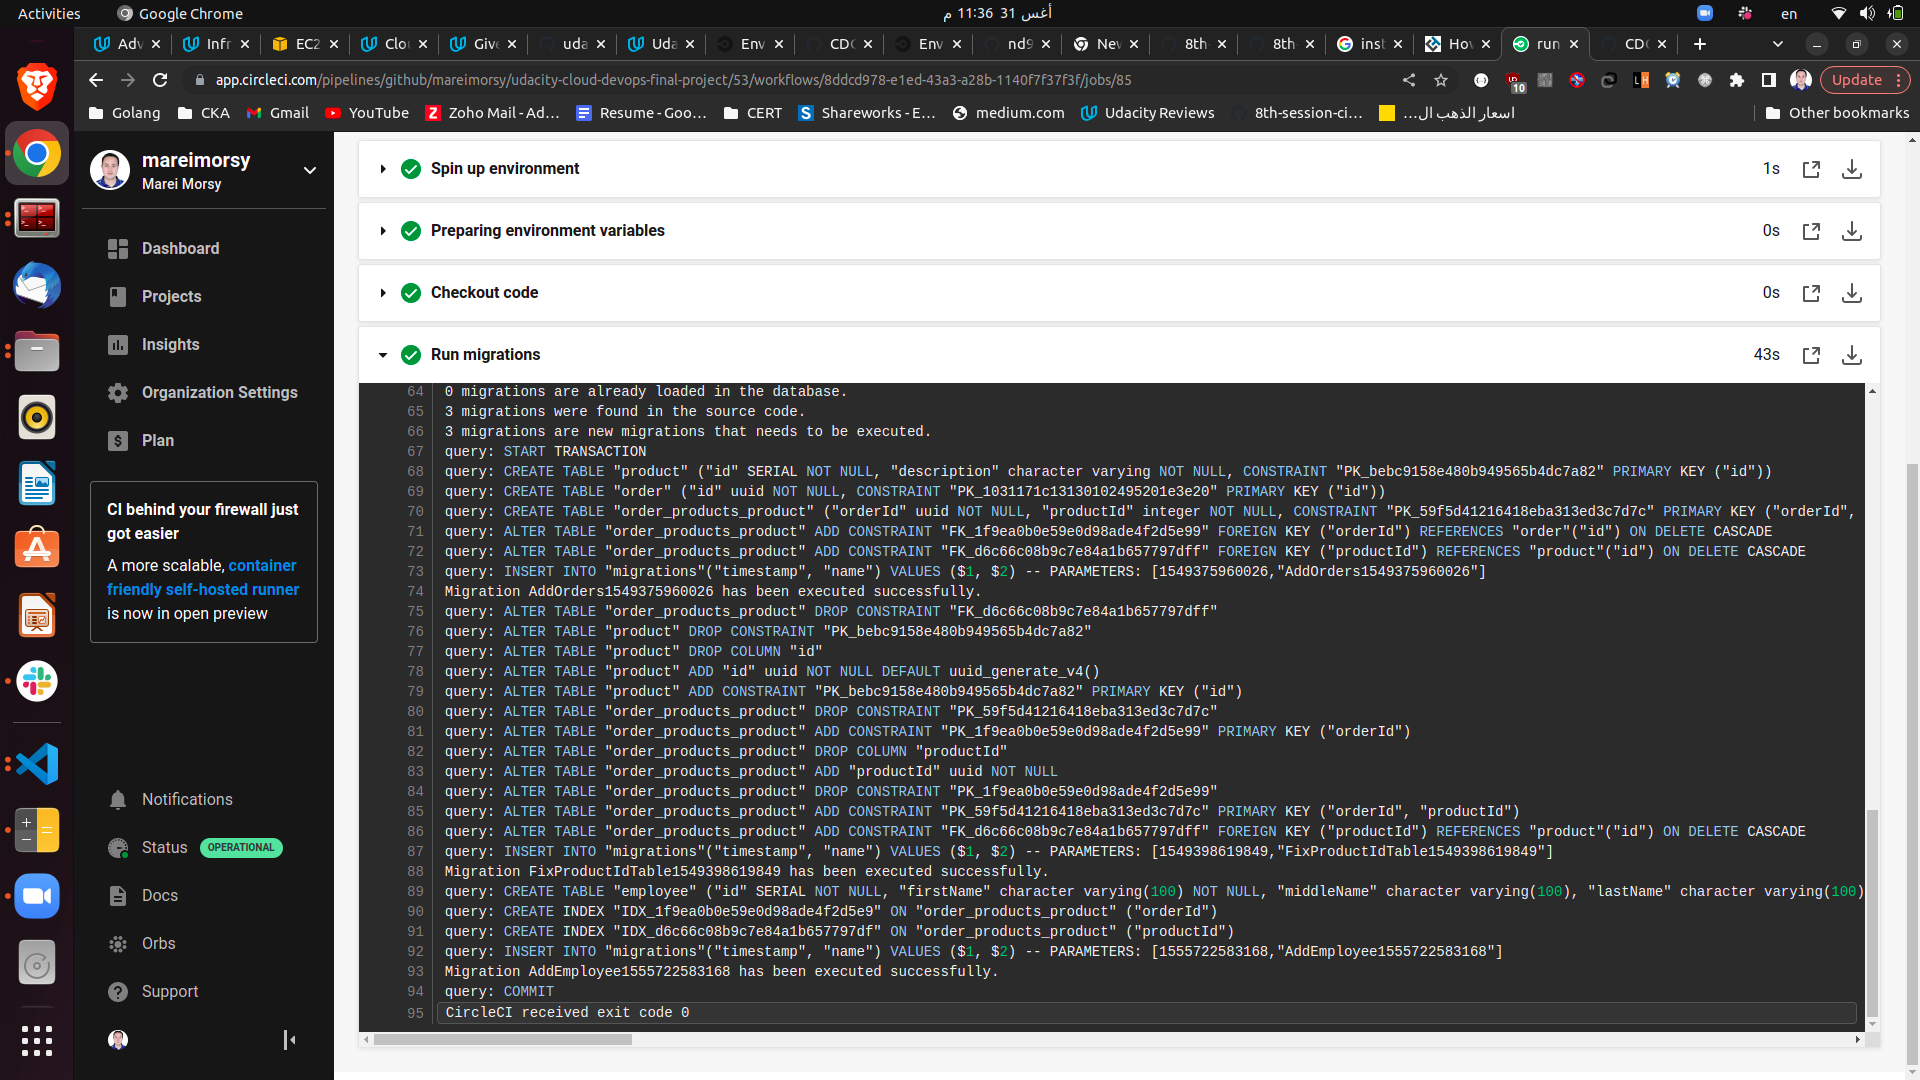 Activities
Google Chrome
أغس 31 11:36 م
en
Adv
Infr
EC2
Clou
Give
uda
Uda
Env
CDC
Env
nd9
Nev
8th-
8th-
inst
How
run
CDC
app.circleci.com/pipelines/github/mareimorsy/udacity-cloud-devops-final-project/53/workflows/8ddcd978-e1ed-43a3-a28b-1140f7f37f3f/jobs/85
10
Update
Golang
CKA
Gmail
YouTube
Zoho Mail - Ad...
Resume - Goo...
CERT
Shareworks - E...
medium.com
Udacity Reviews
8th-session-ci...
اسعار الذهب ال...
Other bookmarks
mareimorsy
Marei Morsy
Dashboard
Projects
Insights
Organization Settings
Plan
CI behind your firewall just
got easier
A more scalable, container
friendly self-hosted runner
is now in open preview
Notifications
Status OPERATIONAL
Docs
Orbs
Support
Spin up environment 1s
Preparing environment variables 0s
Checkout code 0s
Run migrations 43s
64 0 migrations are already loaded in the database.
65 3 migrations were found in the source code.
66 3 migrations are new migrations that needs to be executed.
67 query: START TRANSACTION
68 query: CREATE TABLE "product" ("id" SERIAL NOT NULL, "description" character varying NOT NULL, CONSTRAINT "PK_bebc9158e480b949565b4dc7a82" PRIMARY KEY ("id"))
69 query: CREATE TABLE "order" ("id" uuid NOT NULL, CONSTRAINT "PK_1031171c13130102495201e3e20" PRIMARY KEY ("id"))
70 query: CREATE TABLE "order_products_product" ("orderId" uuid NOT NULL, "productId" integer NOT NULL, CONSTRAINT "PK_59f5d41216418eba313ed3c7d7c" PRIMARY KEY ("orderId",
71 query: ALTER TABLE "order_products_product" ADD CONSTRAINT "FK_1f9ea0b0e59e0d98ade4f2d5e99" FOREIGN KEY ("orderId") REFERENCES "order"("id") ON DELETE CASCADE
72 query: ALTER TABLE "order_products_product" ADD CONSTRAINT "FK_d6c66c08b9c7e84a1b657797dff" FOREIGN KEY ("productId") REFERENCES "product"("id") ON DELETE CASCADE
73 query: INSERT INTO "migrations"("timestamp", "name") VALUES ($1, $2) -- PARAMETERS: [1549375960026,"AddOrders1549375960026"]
74 Migration AddOrders1549375960026 has been executed successfully.
75 query: ALTER TABLE "order_products_product" DROP CONSTRAINT "FK_d6c66c08b9c7e84a1b657797dff"
76 query: ALTER TABLE "product" DROP CONSTRAINT "PK_bebc9158e480b949565b4dc7a82"
77 query: ALTER TABLE "product" DROP COLUMN "id"
78 query: ALTER TABLE "product" ADD "id" uuid NOT NULL DEFAULT uuid_generate_v4()
79 query: ALTER TABLE "product" ADD CONSTRAINT "PK_bebc9158e480b949565b4dc7a82" PRIMARY KEY ("id")
80 query: ALTER TABLE "order_products_product" DROP CONSTRAINT "PK_59f5d41216418eba313ed3c7d7c"
81 query: ALTER TABLE "order_products_product" ADD CONSTRAINT "PK_1f9ea0b0e59e0d98ade4f2d5e99" PRIMARY KEY ("orderId")
82 query: ALTER TABLE "order_products_product" DROP COLUMN "productId"
83 query: ALTER TABLE "order_products_product" ADD "productId" uuid NOT NULL
84 query: ALTER TABLE "order_products_product" DROP CONSTRAINT "PK_1f9ea0b0e59e0d98ade4f2d5e99"
85 query: ALTER TABLE "order_products_product" ADD CONSTRAINT "PK_59f5d41216418eba313ed3c7d7c" PRIMARY KEY ("orderId", "productId")
86 query: ALTER TABLE "order_products_product" ADD CONSTRAINT "FK_d6c66c08b9c7e84a1b657797dff" FOREIGN KEY ("productId") REFERENCES "product"("id") ON DELETE CASCADE
87 query: INSERT INTO "migrations"("timestamp", "name") VALUES ($1, $2) -- PARAMETERS: [1549398619849,"FixProductIdTable1549398619849"]
88 Migration FixProductIdTable1549398619849 has been executed successfully.
89 query: CREATE TABLE "employee" ("id" SERIAL NOT NULL, "firstName" character varying(100) NOT NULL, "middleName" character varying(100), "lastName" character varying(100)
90 query: CREATE INDEX "IDX_1f9ea0b0e59e0d98ade4f2d5e9" ON "order_products_product" ("orderId")
91 query: CREATE INDEX "IDX_d6c66c08b9c7e84a1b657797df" ON "order_products_product" ("productId")
92 query: INSERT INTO "migrations"("timestamp", "name") VALUES ($1, $2) -- PARAMETERS: [1555722583168,"AddEmployee1555722583168"]
93 Migration AddEmployee1555722583168 has been executed successfully.
94 query: COMMIT
95 CircleCI received exit code 0